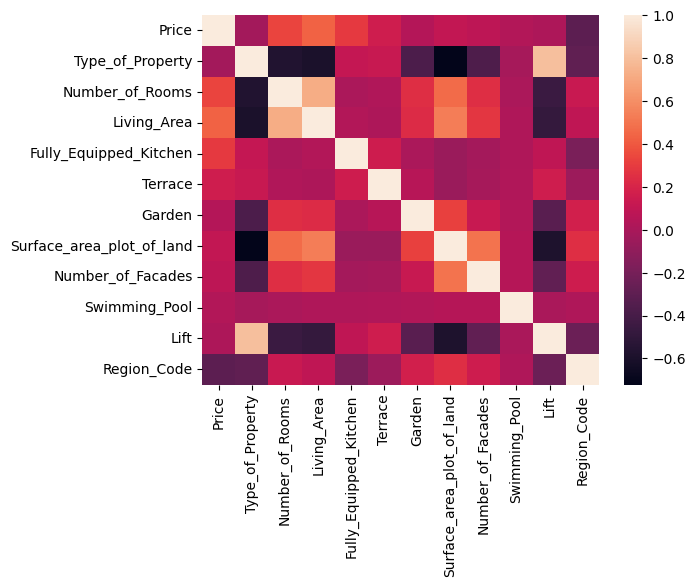 Price
Type_of_Property
Number_of_Rooms
Living_Area
Fully_Equipped_Kitchen
Terrace
Garden
Surface_area_plot_of_land
Number_of_Facades
Swimming_Pool
Lift
Region_Code
Price
Type_of_Property
Number_of_Rooms
Living_Area
Fully_Equipped_Kitchen
Terrace
Garden
Surface_area_plot_of_land
Number_of_Facades
Swimming_Pool
Lift
Region_Code
1.0
0.8
0.6
0.4
0.2
0.0
−0.2
−0.4
−0.6